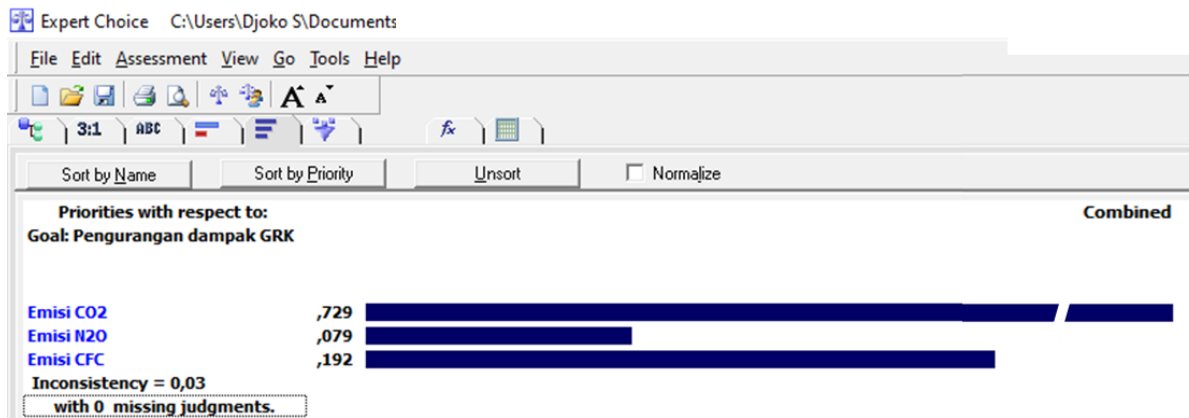 Expert Choice C:\Users\Djoko S\Documents
File Edit Assessment View Go Tools Help
A A
3:1 ABC fx
Sort by Name Sort by Priority Unsort Normalize
Priorities with respect to: Combined
Goal: Pengurangan dampak GRK
Emisi CO2 ,729
Emisi N2O ,079
Emisi CFC ,192
Inconsistency = 0,03
with 0 missing judgments.